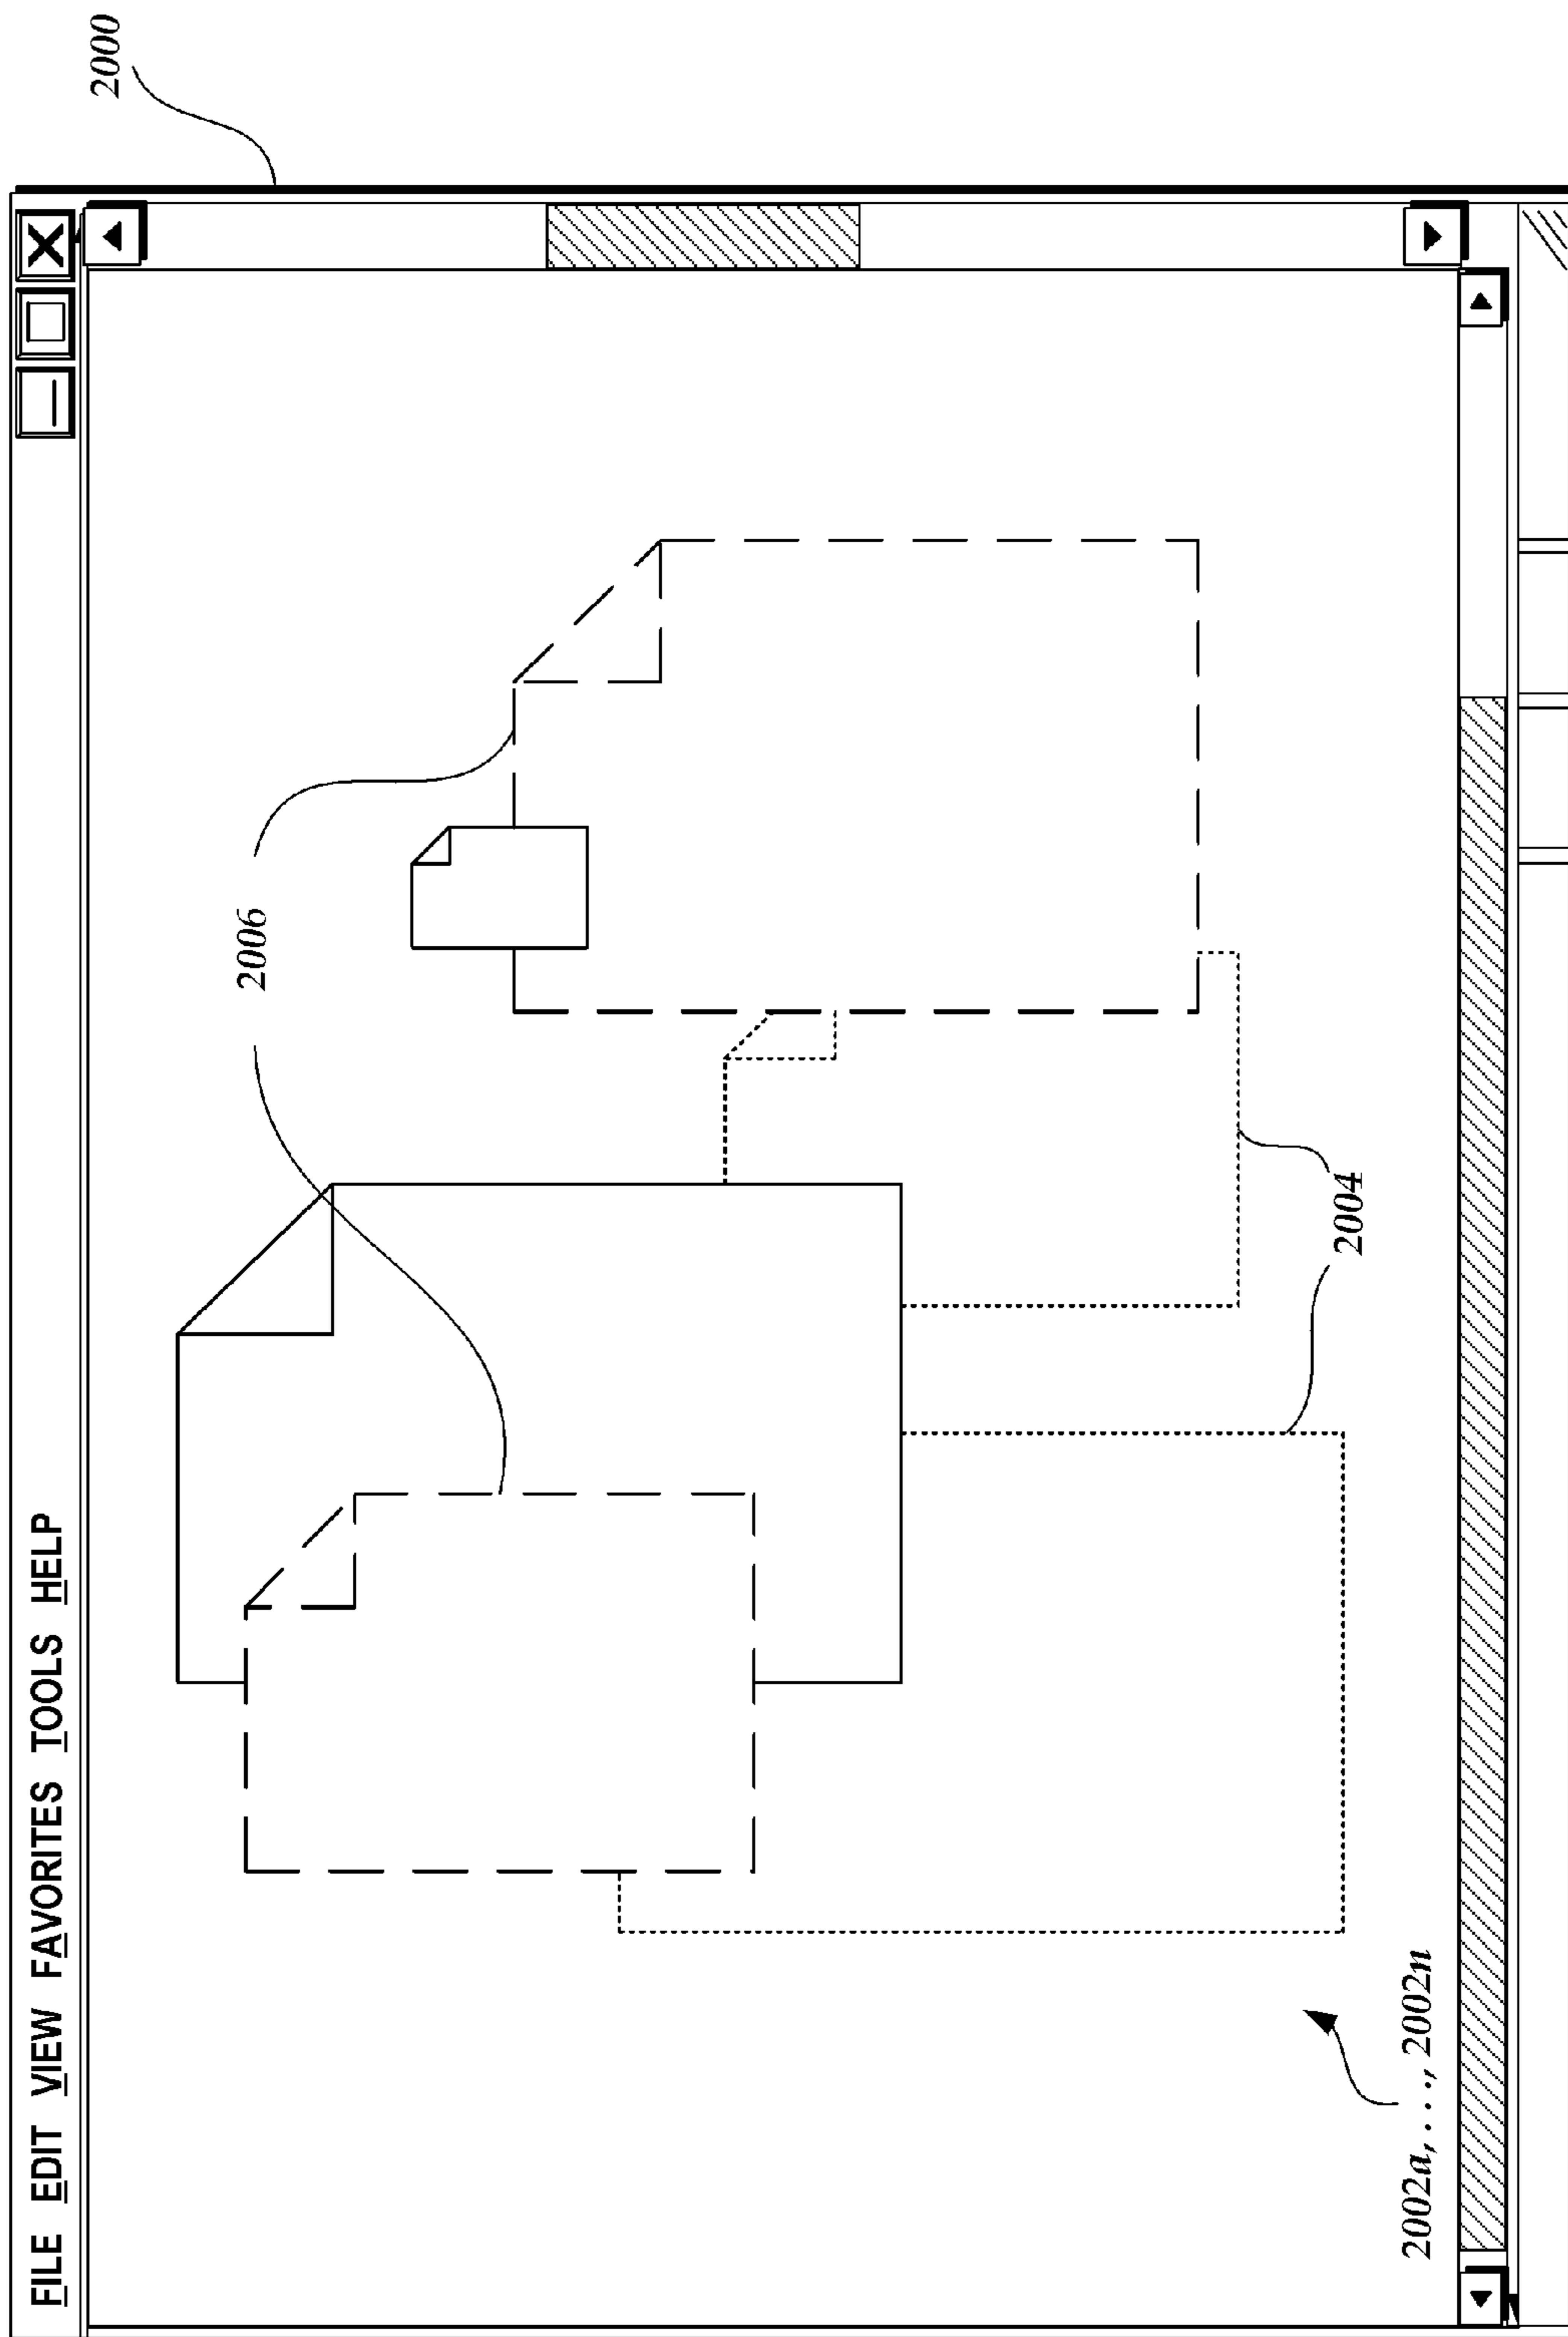 2000
FILE EDIT VIEW FAVORITES TOOLS HELP
2006
2004
2002a, . . ., 2002n